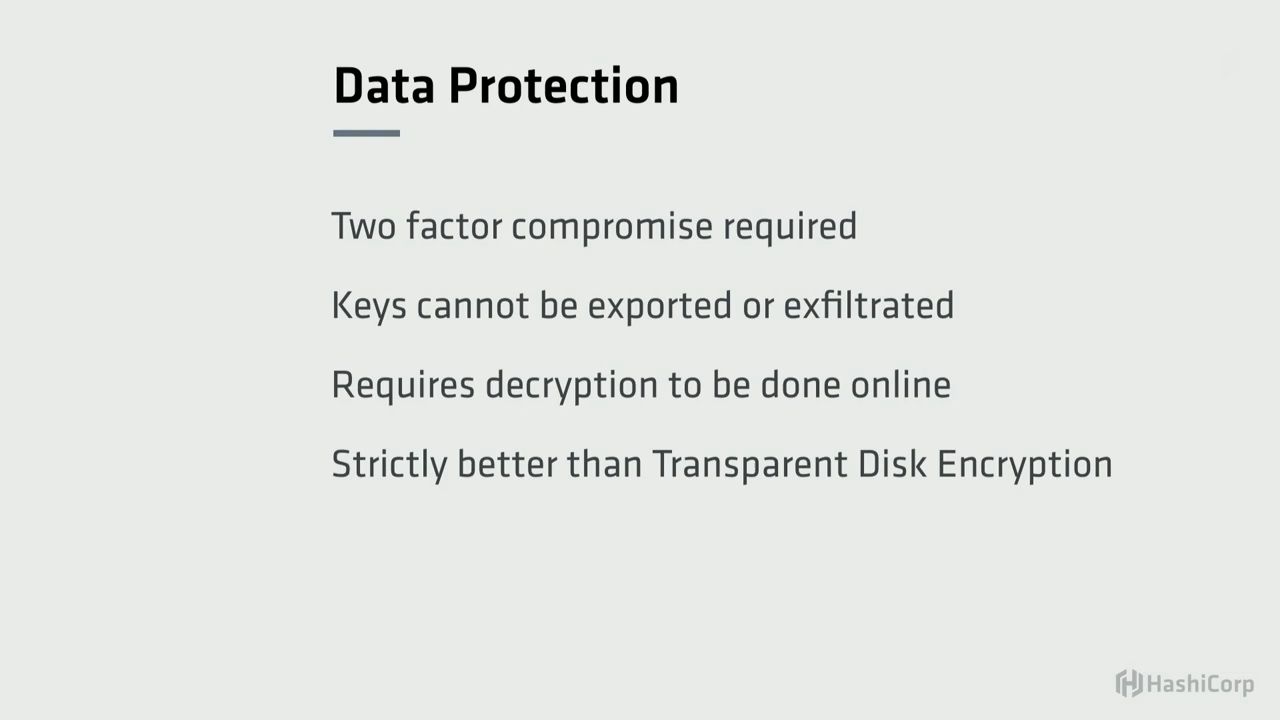 Data Protection
Two factor compromise required
Keys cannot be exported or exfiltrated
Requires decryption to be done online
Strictly better than Transparent Disk Encryption
HashiCorp